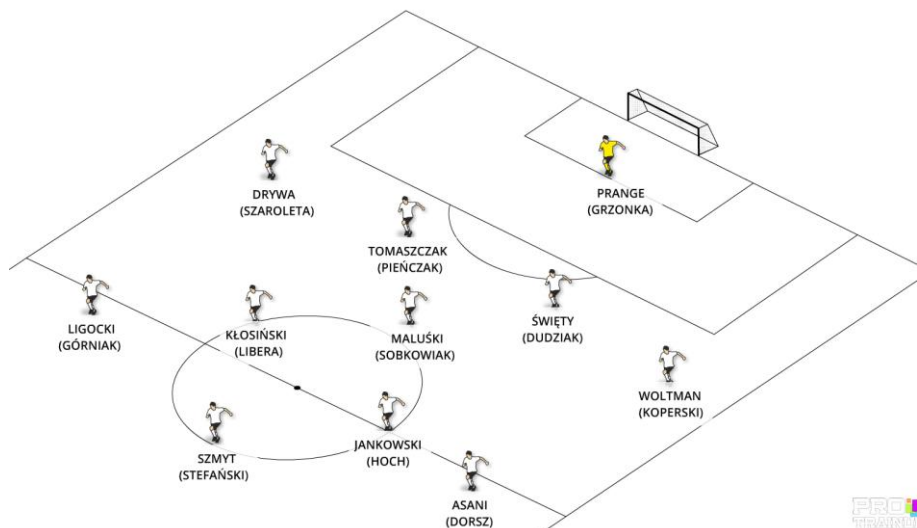 DRYWA
(SZAROLETA)
PRANGE
(GRZONKA)
TOMASZCZAK
(PIEŃCZAK)
LIGOCKI
(GÓRNIAK)
KŁOSIŃSKI
(LIBERA)
MALUŚKI
(SOBKOWIAK)
ŚWIĘTY
(DUDZIAK)
WOLTMAN
(KOPERSKI)
SZMYT
(STEFAŃSKI)
JANKOWSKI
(HOCH)
ASANI
(DORSZ)
PRO